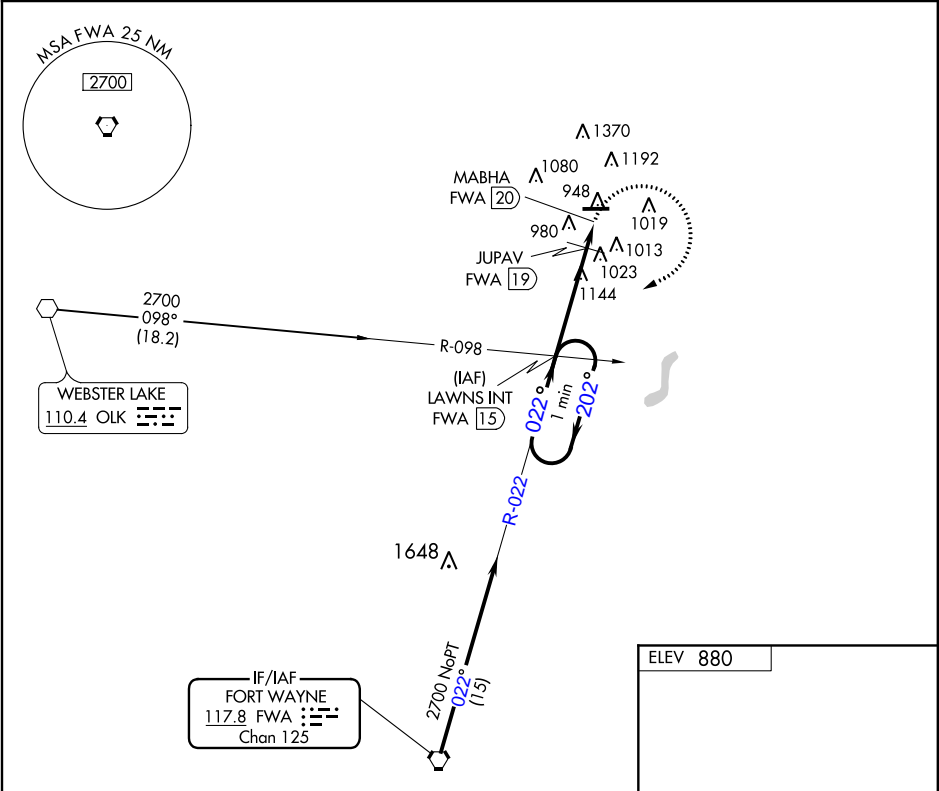 MSA FWA 25 NM
2700
1370
1192
1080
MABHA
FWA 20
948
1019
980
1013
JUPAV
FWA 19
1023
1144
2700
098°
(18.2)
R-098
(IAF)
LAWNS INT
FWA 15
022°
1 min
202°
WEBSTER LAKE
110.4 OLK
R-022
1648
2700 NoPT
022°
(15)
IF/IAF
FORT WAYNE
117.8 FWA
Chan 125
ELEV 880